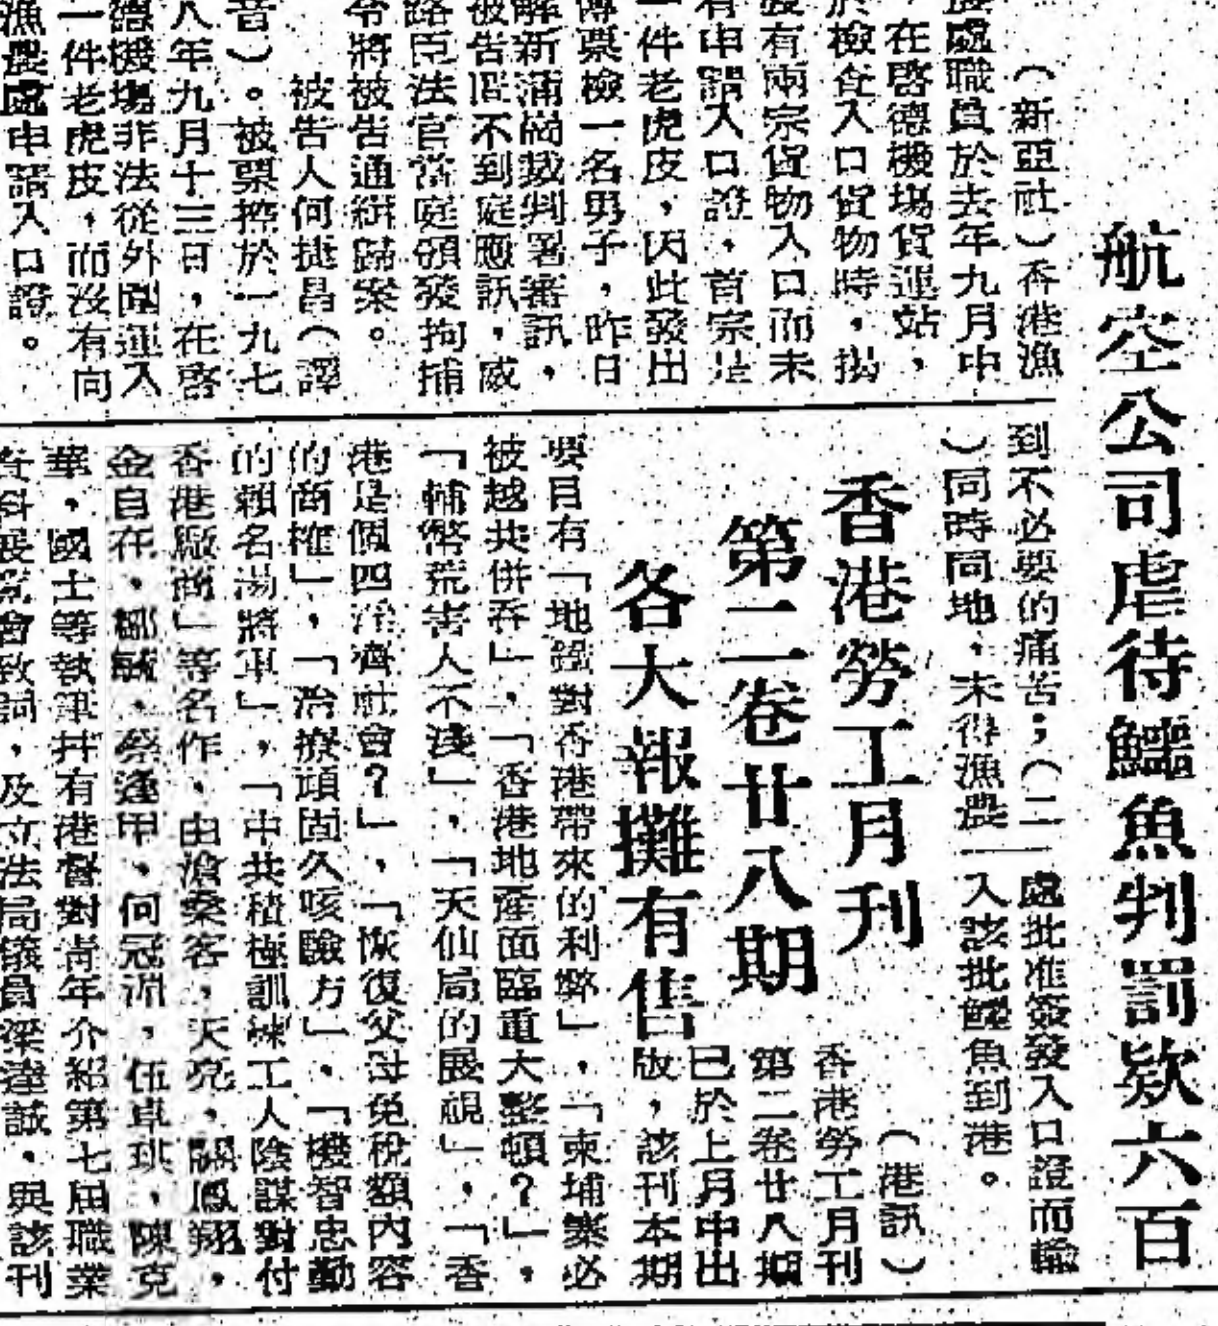 航空公司虐待鱷魚判罰欵六百
（新亞社）香港漁
農處職員於去年九月中
，在啓德機場貨運站，
於檢查入口貨物時，揭
發有兩宗貨物入口而未
有申請入口證，首宗是
一件老虎皮，因此發出
傳票檢一名男子，昨日
解新蒲崗裁判署審訊，
被告因不到庭應訊，威
路臣法官當庭頒發拘捕
令將被告通緝歸案。
被告人何捷昌（譯
音）。被票控於一九七
八年九月十三日，在啓
德機場非法從外國運入
一件老虎皮，而沒有向
漁農處申請入口證。
到不必要的痛苦；（二
）同時同地，未得漁農
處批准簽發入口證而輸
入該批鱷魚到港。
香港勞工月刊
第二卷廿八期
各大報攤有售
（港訊）
香港勞工月刊
第二卷廿八期
已於上月中出
版，該刊本期
要目有「地鐵對香港帶來的利弊」，「柬埔寨必
被越共併吞」，「香港地產面臨重大整頓？」，
「輔幣荒害人不淺」，「天仙局的展視」，「香
港是個四不濟社會？」，「恢復父母免稅額內容
的商榷」，「治療頑固久咳驗方」，「機智忠勤
的賴名湯將軍」，「中共積極訓練工人陰謀對付
香港廠商」等名作，由滄桑客，天亮，關鳳翔，
金自在，鄒敏，蔡逢甲，何冠洲，伍卓琪，陳克
華，國士等執筆并有港督對青年介紹第七屆職業
資料展覽會致詞，及立法局議員梁達誠，與該刊